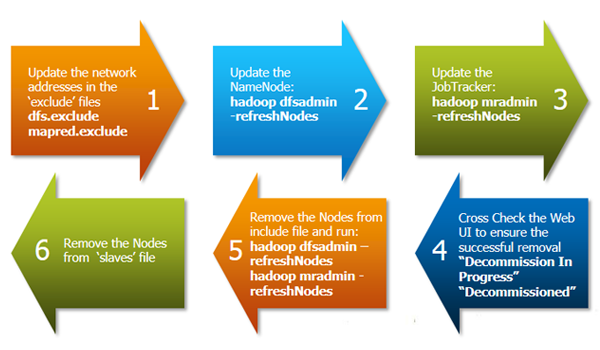 Update the network
addresses in the
‘exclude’ files
dfs.exclude
mapred.exclude
1
Update the
NameNode:
hadoop dfsadmin
-refreshNodes
2
Update the
JobTracker:
hadoop mradmin
-refreshNodes
3
Cross Check the Web
UI to ensure the
successful removal
“Decommission In
Progress”
“Decommissioned”
4
Remove the Nodes from
include file and run:
hadoop dfsadmin –
refreshNodes
hadoop mradmin -
refreshNodes
5
Remove the Nodes
from ‘slaves’ file
6